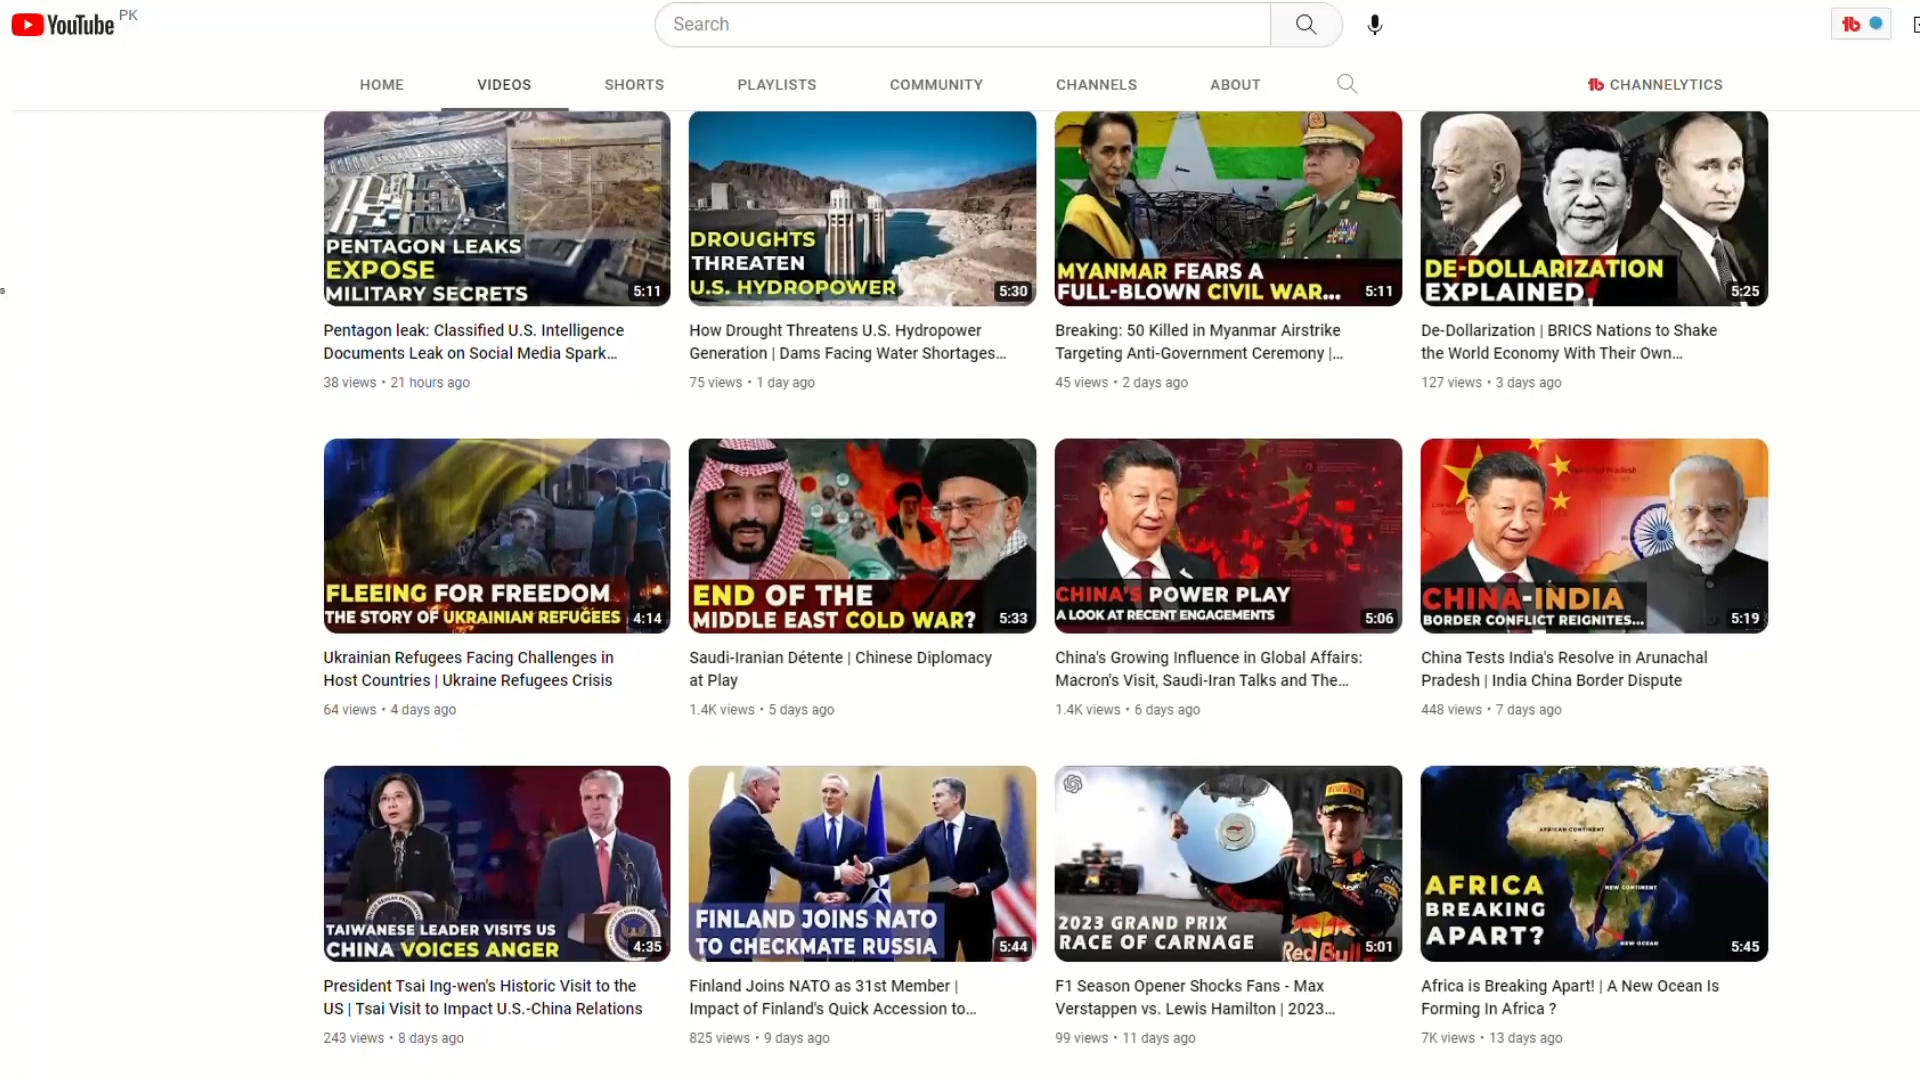 YouTube PK
Search
HOME VIDEOS SHORTS PLAYLISTS COMMUNITY CHANNELS ABOUT CHANNELYTICS
PENTAGON LEAKS
EXPOSE
MILITARY SECRETS
5:11
Pentagon leak: Classified U.S. Intelligence
Documents Leak on Social Media Spark...
38 views • 21 hours ago
DROUGHTS
THREATEN
U.S. HYDROPOWER
5:30
How Drought Threatens U.S. Hydropower
Generation | Dams Facing Water Shortages...
75 views • 1 day ago
MYANMAR FEARS A
FULL-BLOWN CIVIL WAR...
5:11
Breaking: 50 Killed in Myanmar Airstrike
Targeting Anti-Government Ceremony |...
45 views • 2 days ago
DE-DOLLARIZATION
EXPLAINED
5:25
De-Dollarization | BRICS Nations to Shake
the World Economy With Their Own...
127 views • 3 days ago
FLEEING FOR FREEDOM
THE STORY OF UKRAINIAN REFUGEES
4:14
Ukrainian Refugees Facing Challenges in
Host Countries | Ukraine Refugees Crisis
64 views • 4 days ago
END OF THE
MIDDLE EAST COLD WAR?
5:33
Saudi-Iranian Détente | Chinese Diplomacy
at Play
1.4K views • 5 days ago
CHINA'S POWER PLAY
A LOOK AT RECENT ENGAGEMENTS
5:06
China's Growing Influence in Global Affairs:
Macron's Visit, Saudi-Iran Talks and The...
1.4K views • 6 days ago
CHINA-INDIA
BORDER CONFLICT REIGNITES...
5:19
China Tests India's Resolve in Arunachal
Pradesh | India China Border Dispute
448 views • 7 days ago
TAIWANESE LEADER VISITS US
CHINA VOICES ANGER
4:35
President Tsai Ing-wen's Historic Visit to the
US | Tsai Visit to Impact U.S.-China Relations
243 views • 8 days ago
FINLAND JOINS NATO
TO CHECKMATE RUSSIA
5:44
Finland Joins NATO as 31st Member |
Impact of Finland's Quick Accession to...
825 views • 9 days ago
2023 GRAND PRIX
RACE OF CARNAGE
Red Bull
5:01
F1 Season Opener Shocks Fans - Max
Verstappen vs. Lewis Hamilton | 2023...
99 views • 11 days ago
AFRICAN CONTINENT
NEW CONTINENT
NEW OCEAN
AFRICA
BREAKING
APART?
5:45
Africa is Breaking Apart! | A New Ocean Is
Forming In Africa ?
7K views • 13 days ago